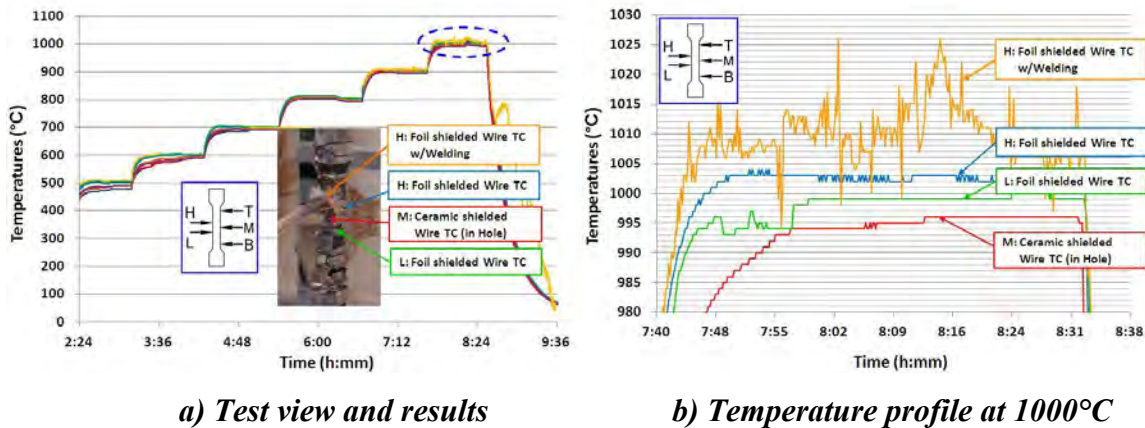 1100
1000
900
800
700
600
500
400
300
200
100
0
Temperatures (°C)
2:24
3:36
4:48
6:00
7:12
8:24
9:36
Time (h:mm)
H
L
T
M
B
H: Foil shielded Wire TC
w/Welding
H: Foil shielded Wire TC
M: Ceramic shielded
Wire TC (in Hole)
L: Foil shielded Wire TC
a) Test view and results
1030
1025
1020
1015
1010
1005
1000
995
990
985
980
Temperatures (°C)
7:40
7:48
7:55
8:02
8:09
8:16
8:24
8:31
8:38
Time (h:mm)
H
L
T
M
B
H: Foil shielded Wire TC
w/Welding
H: Foil shielded Wire TC
L: Foil shielded Wire TC
M: Ceramic shielded
Wire TC (in Hole)
b) Temperature profile at 1000°C